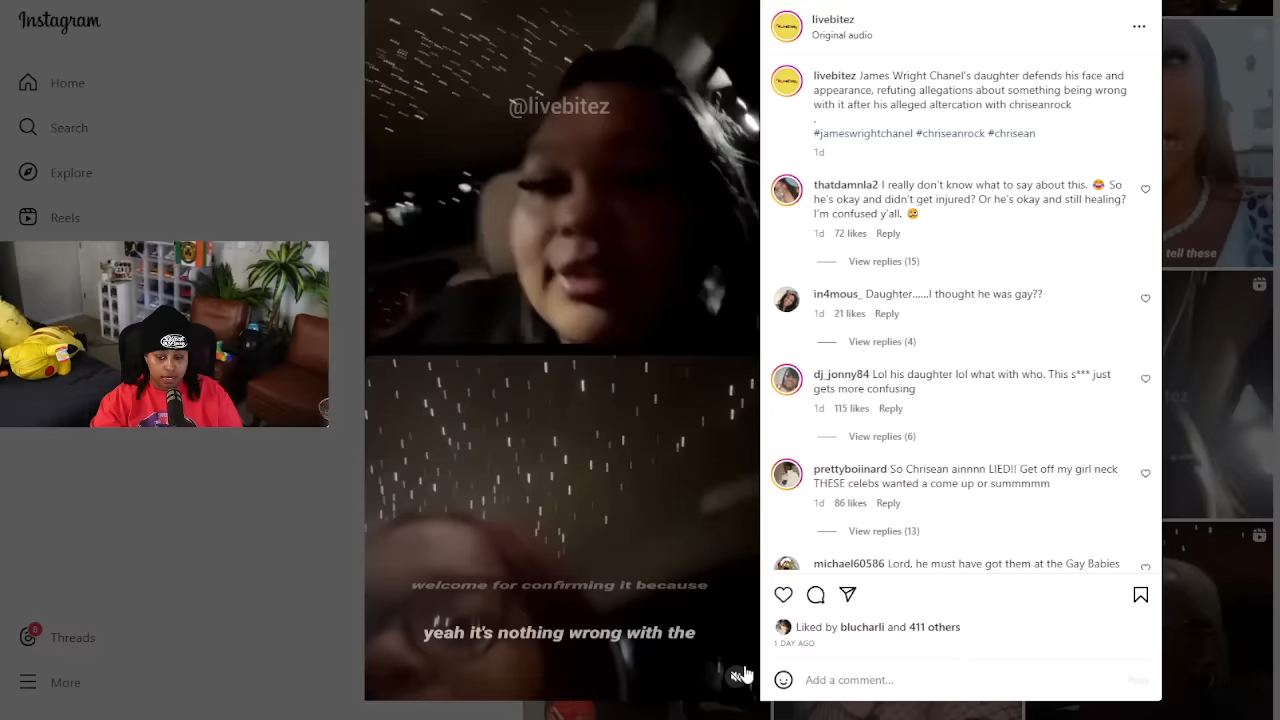 Instagram
Home
Search
Explore
Reels
8
Threads
More
@livebitez
welcome for confirming it because
yeah it's nothing wrong with the
livebitez
Original audio
livebitez James Wright Chanel's daughter defends his face and
appearance, refuting allegations about something being wrong
with it after his alleged altercation with chriseanrock
.
#jameswrightchanel #chriseanrock #chrisean
1d
thatdamnla2 I really don't know what to say about this. 😂 So
he's okay and didn't get injured? Or he's okay and still healing?
I'm confused y'all. 🤪
1d 72 likes Reply
View replies (15)
in4mous_ Daughter......I thought he was gay??
1d 21 likes Reply
View replies (4)
dj_jonny84 Lol his daughter lol what with who. This s*** just
gets more confusing
1d 115 likes Reply
View replies (6)
prettyboiinard So Chrisean ainnnn LIED!! Get off my girl neck
THESE celebs wanted a come up or summmmm
1d 86 likes Reply
View replies (13)
michael60586 Lord, he must have got them at the Gay Babies
Liked by blucharli and 411 others
1 DAY AGO
Add a comment...
Post
tell these